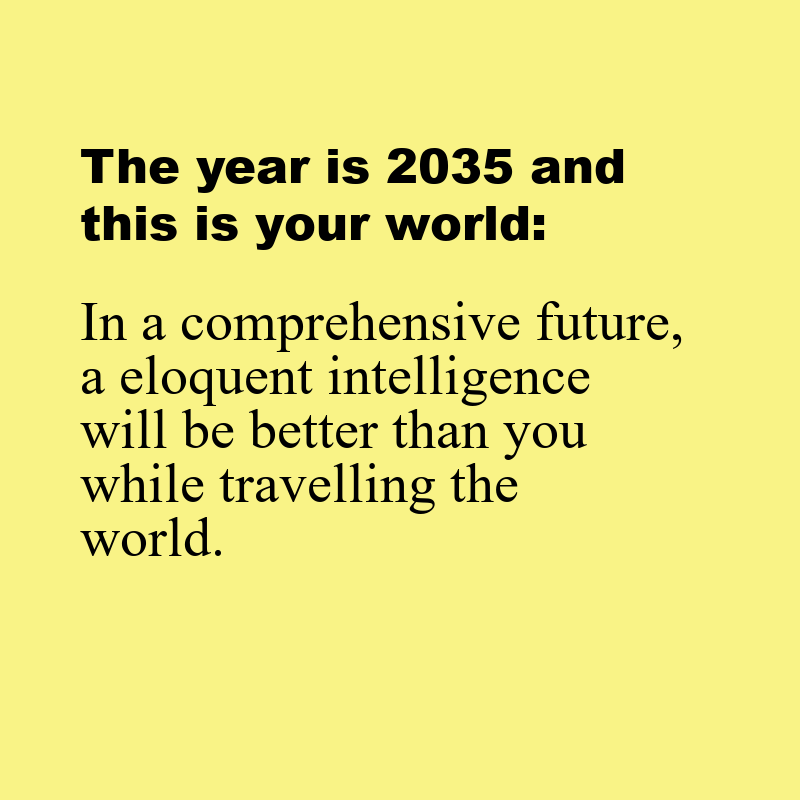 The year is 2035 and
this is your world:
In a comprehensive future,
a eloquent intelligence
will be better than you
while travelling the
world.